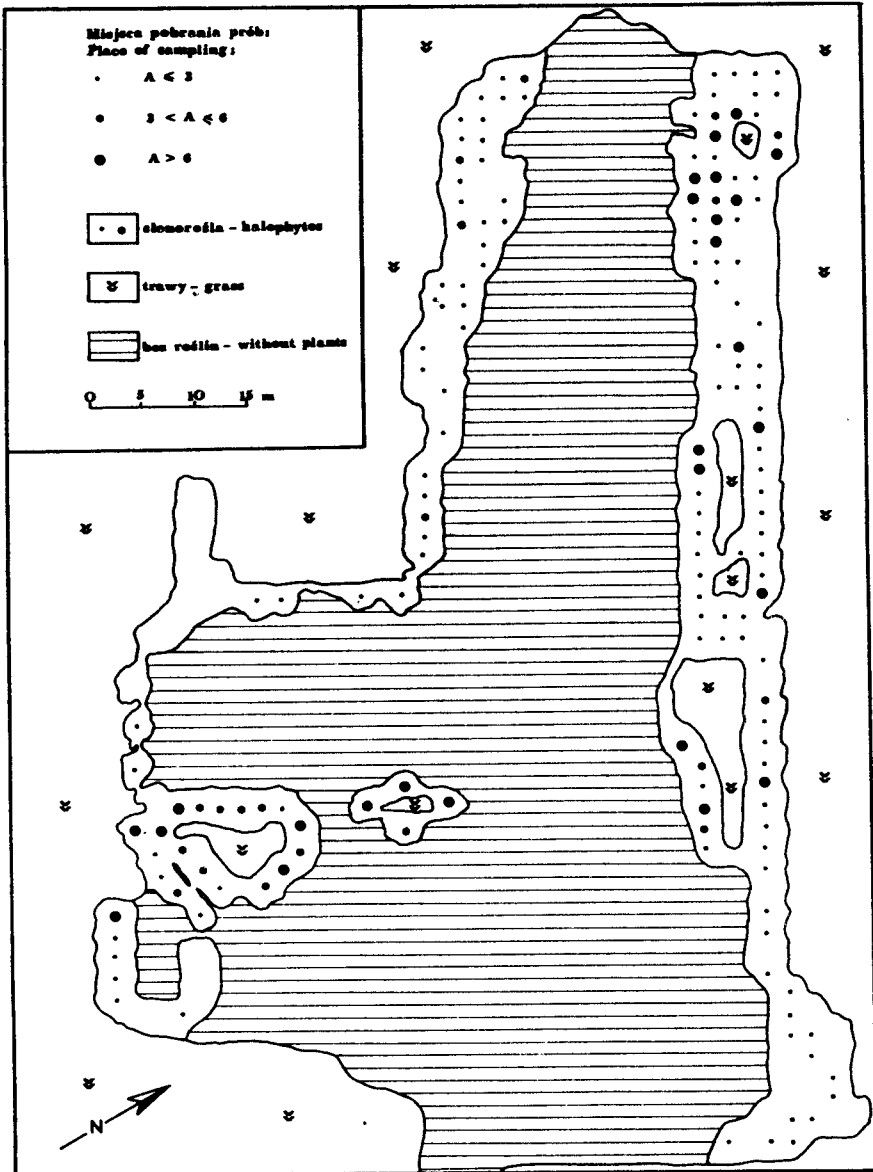 Miejsca pobrania prób:
Place of sampling:
A ⩽ 3
3 < A ⩽ 6
A > 6
słonorośla - halophytes
trawy - grass
bez roślin - without plants
0 5 10 15 m
N